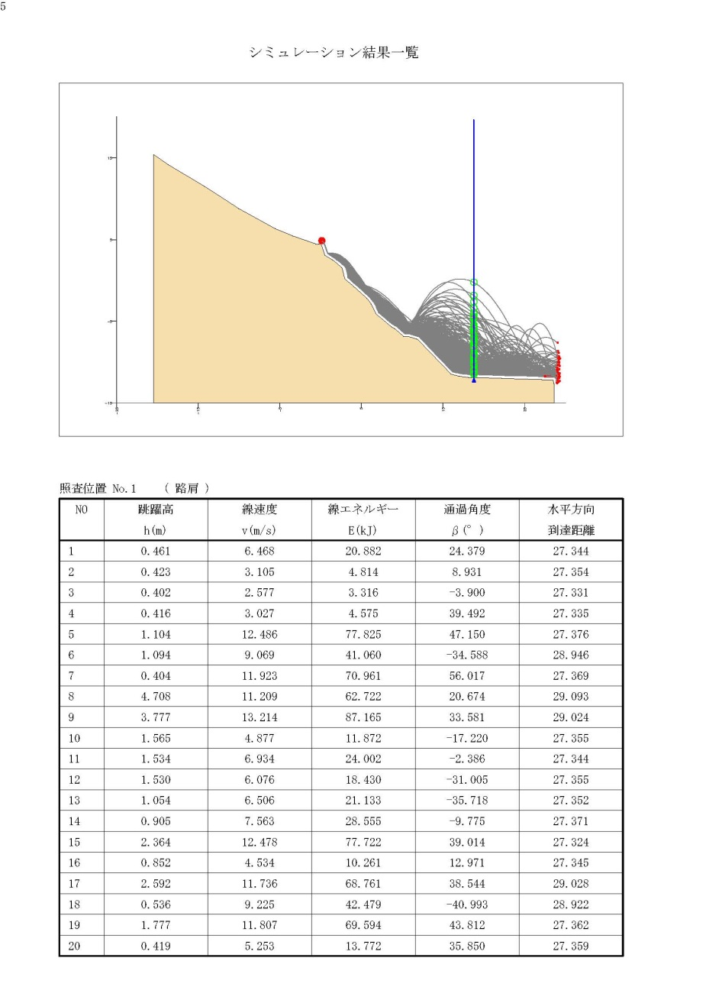 5
シミュレーション結果一覧
照査位置 No.1 ( 路肩 )
NO 跳躍高 線速度 線エネルギー 通過角度 水平方向
h(m) v(m/s) E(kJ) β(° ) 到達距離
1 0.461 6.468 20.882 24.379 27.344
2 0.423 3.105 4.814 8.931 27.354
3 0.402 2.577 3.316 -3.900 27.331
4 0.416 3.027 4.575 39.492 27.335
5 1.104 12.486 77.825 47.150 27.376
6 1.094 9.069 41.060 -34.588 28.946
7 0.404 11.923 70.961 56.017 27.369
8 4.708 11.209 62.722 20.674 29.093
9 3.777 13.214 87.165 33.581 29.024
10 1.565 4.877 11.872 -17.220 27.355
11 1.534 6.934 24.002 -2.386 27.344
12 1.530 6.076 18.430 -31.005 27.355
13 1.054 6.506 21.133 -35.718 27.352
14 0.905 7.563 28.555 -9.775 27.371
15 2.364 12.478 77.722 39.014 27.324
16 0.852 4.534 10.261 12.971 27.345
17 2.592 11.736 68.761 38.544 29.028
18 0.536 9.225 42.479 -40.993 28.922
19 1.777 11.807 69.594 43.812 27.362
20 0.419 5.253 13.772 35.850 27.359